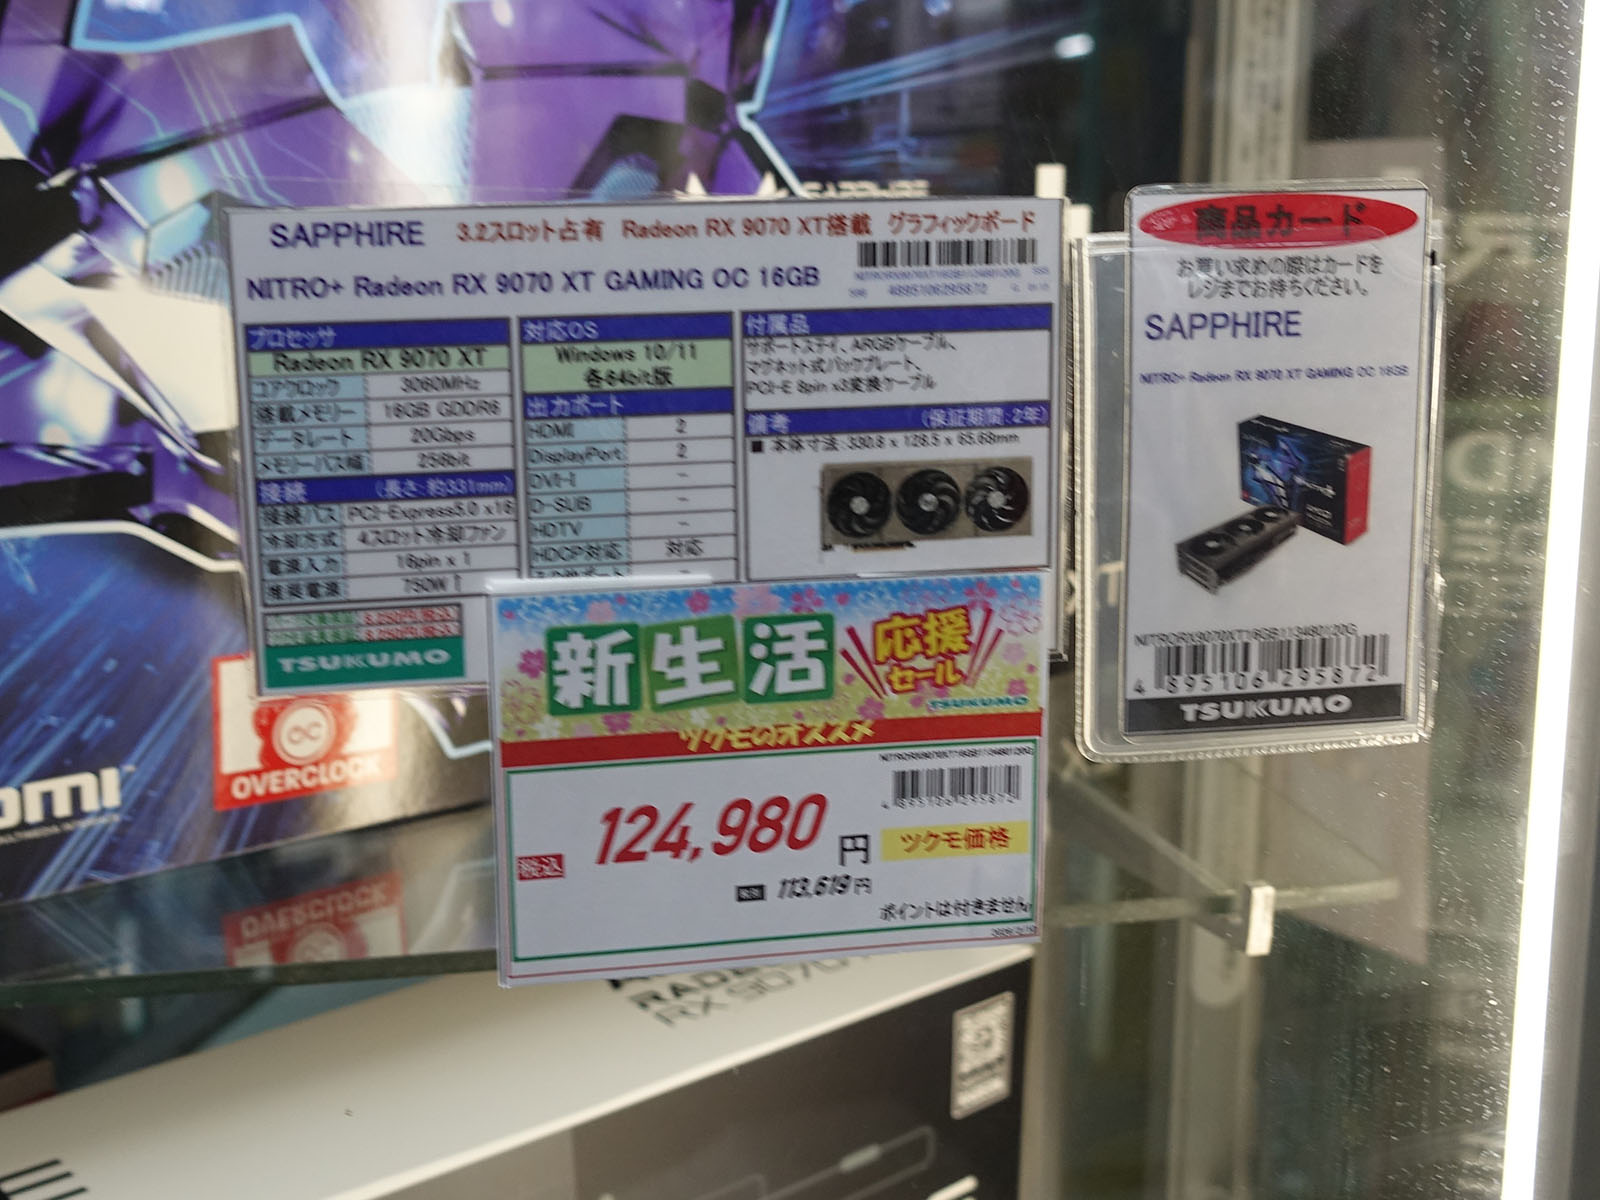 SAPPHIRE 3.2スロット占有 Radeon RX 9070 XT搭載 グラフィックボード
NITRO+ Radeon RX 9070 XT GAMING OC 16GB
4895106295872
プロセッサ
Radeon RX 9070 XT
コアクロック 3060MHz
搭載メモリー 16GB GDDR6
データレート 20Gbps
メモリーバス幅 256bit
接続 (長さ:約331mm)
接続バス PCI-Express5.0 x16
冷却方式 4スロット冷却ファン
電源入力 16pin x 1
推奨電源 750W↑
TSUKUMO
対応OS
Windows 10/11
各64bit版
出力ポート
HDMI 2
DisplayPort 2
DVI-I -
D-SUB -
HDTV -
HDCP対応 対応
付属品
サポートステイ、ARGBケーブル、
マグネット式バックプレート、
PCI-E 8pin x3変換ケーブル
備考 (保証期間:2年)
■ 本体寸法:330.8 x 128.5 x 65.68mm
新生活
応援
セール
TSUKUMO
ツクモのオススメ
NITRORX9070XT16GB113480120G
4895106295872
税込 124,980円
ツクモ価格
税別 113,619円
ポイントは付きません
商品カード
お買い求めの際はカードを
レジまでお持ちください。
SAPPHIRE
NITRO+ Radeon RX 9070 XT GAMING OC 16GB
NITRORX9070XT16GB113480120G
4895106295872
TSUKUMO
OC
OVERCLOCK
RX 9070